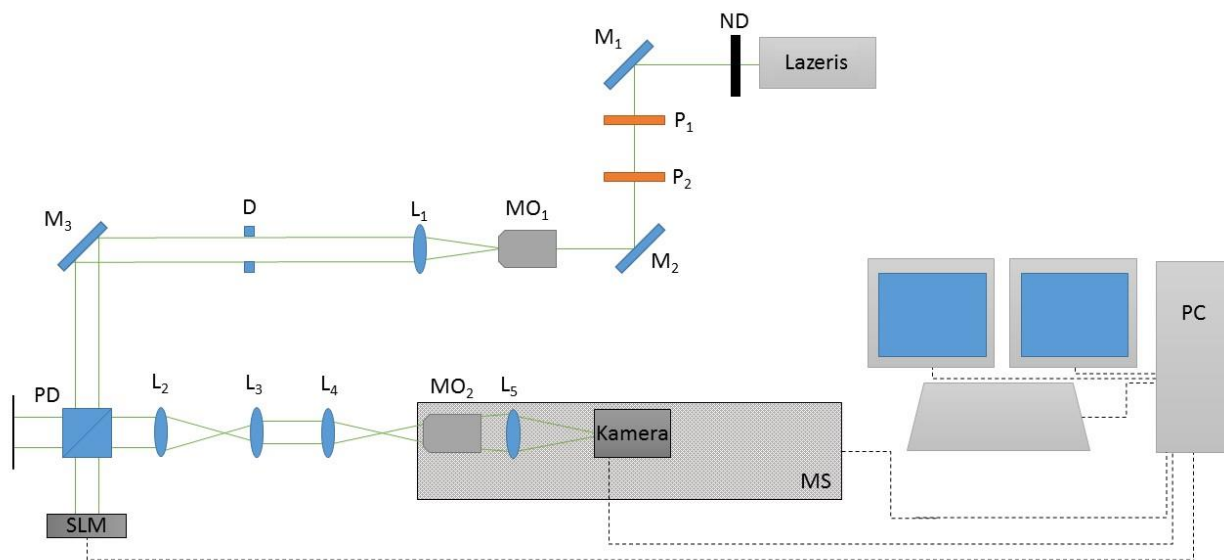 ND
M₁
Lazeris
P₁
P₂
M₃
D
L₁
MO₁
M₂
PC
PD
L₂
L₃
L₄
MO₂
L₅
Kamera
MS
SLM